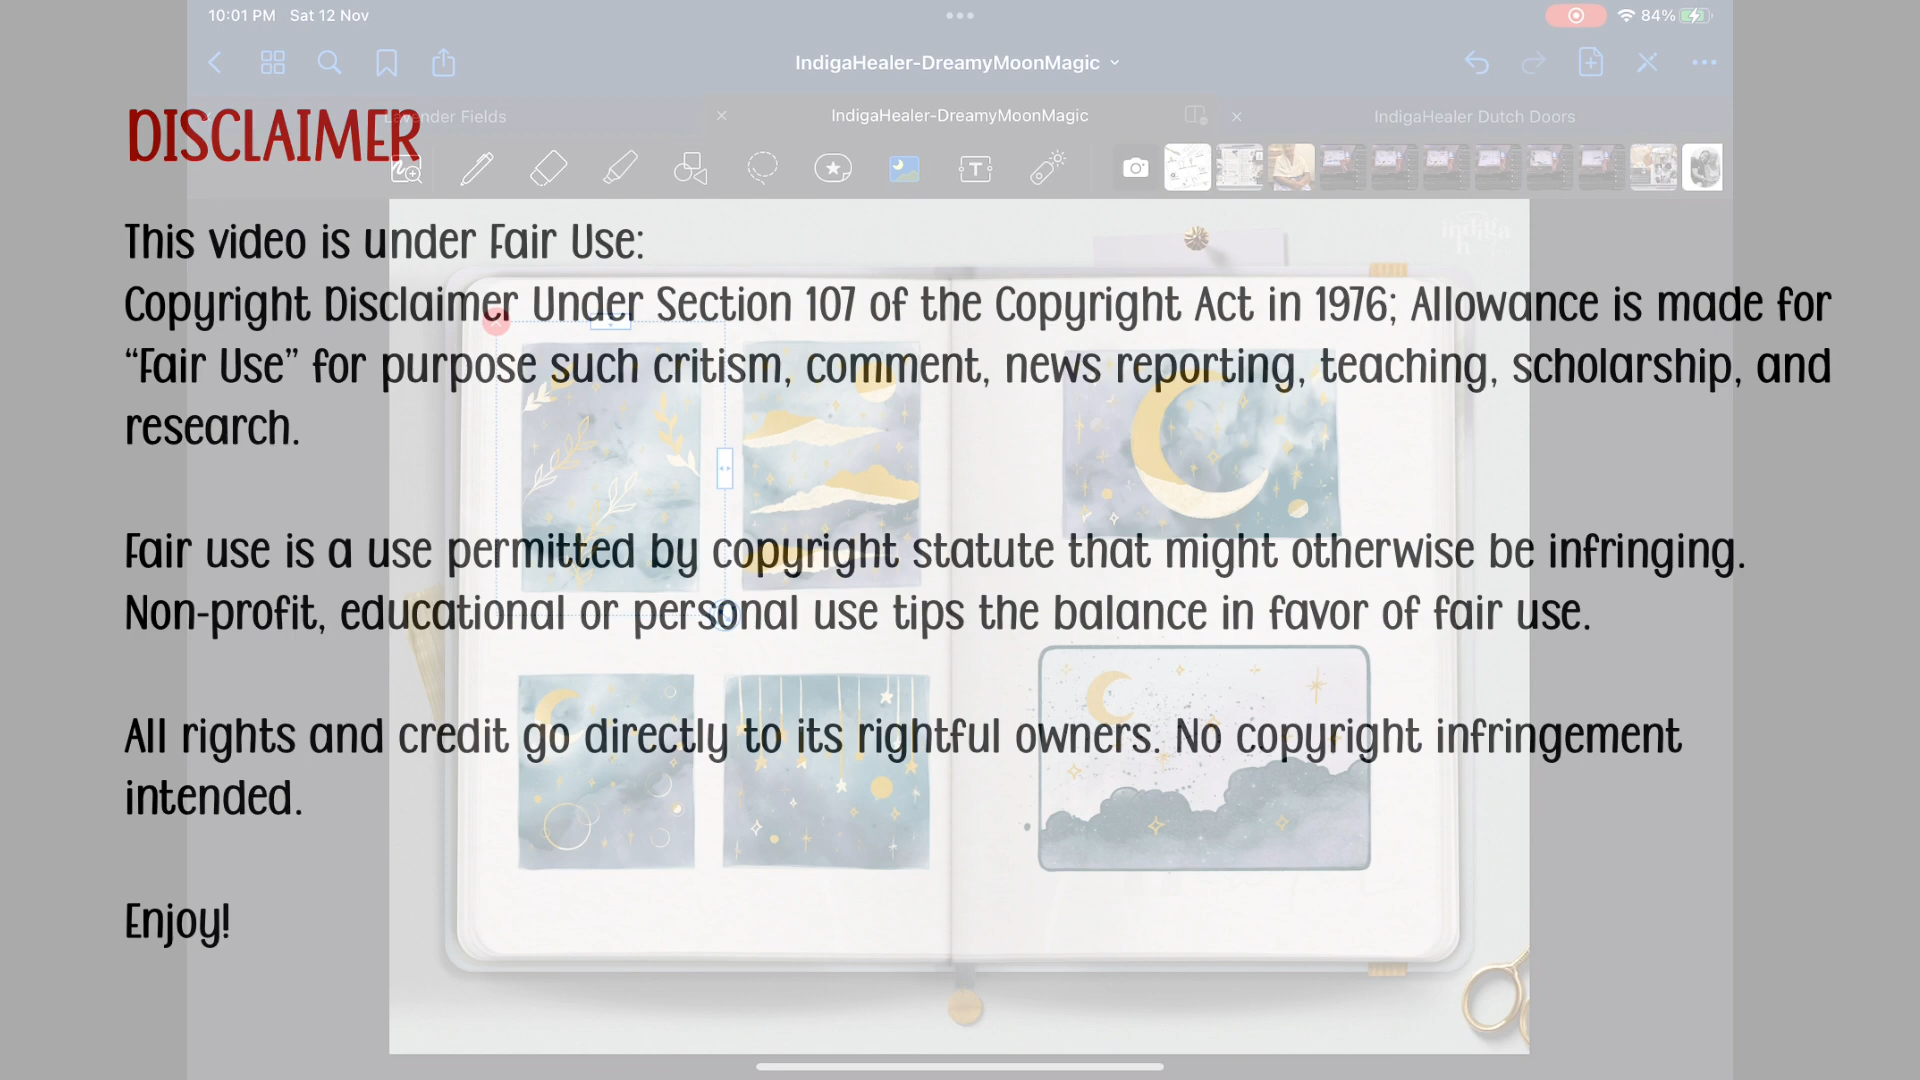 10:01 PM Sat 12 Nov
84%
IndigaHealer-DreamyMoonMagic
Lavender Fields
IndigaHealer-DreamyMoonMagic
IndigaHealer Dutch Doors
DISCLAIMER
This video is under Fair Use:
Copyright Disclaimer Under Section 107 of the Copyright Act in 1976; Allowance is made for
“Fair Use” for purpose such critism, comment, news reporting, teaching, scholarship, and
research.
Fair use is a use permitted by copyright statute that might otherwise be infringing.
Non-profit, educational or personal use tips the balance in favor of fair use.
All rights and credit go directly to its rightful owners. No copyright infringement
intended.
Enjoy!